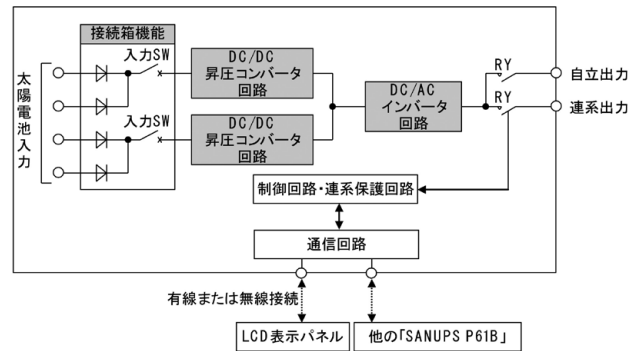 接続箱機能
入力SW
DC/DC
昇圧コンバータ
回路
DC/AC
インバータ
回路
RY
自立出力
RY
連系出力
太陽電池入力
入力SW
DC/DC
昇圧コンバータ
回路
制御回路・連系保護回路
通信回路
有線または無線接続
LCD表示パネル
他の「SANUPS P61B」